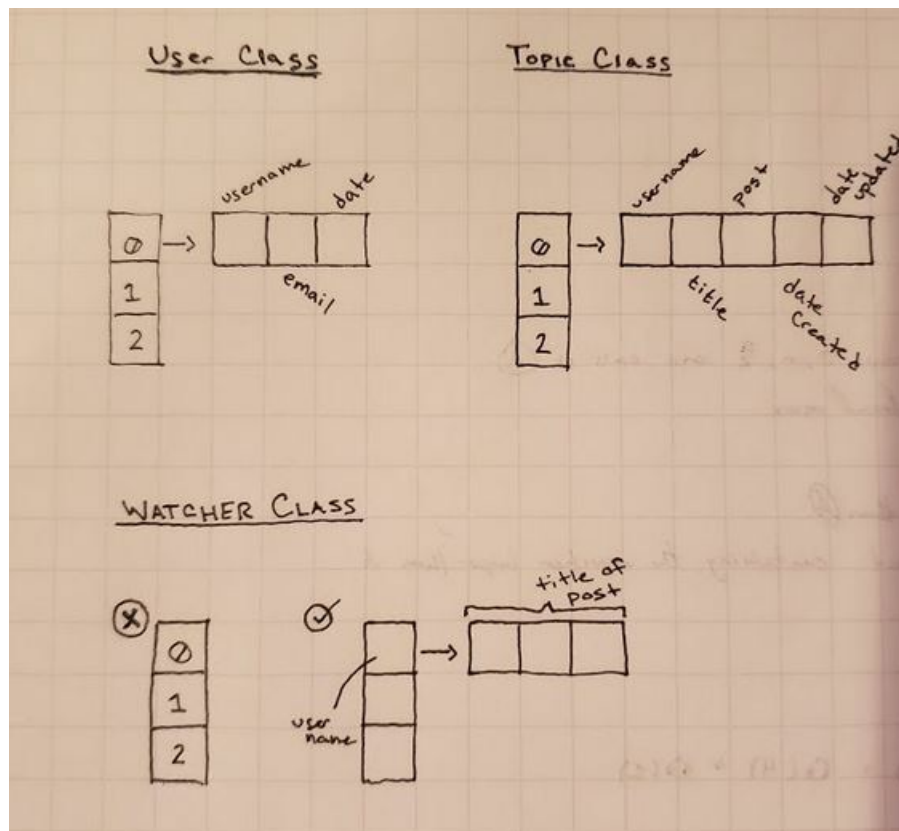 User Class
Topic Class
username
date
0
email
1
2
username
post
date
updated
0
title
date
created
1
2
WATCHER CLASS
title of
post
0
1
2
user
name